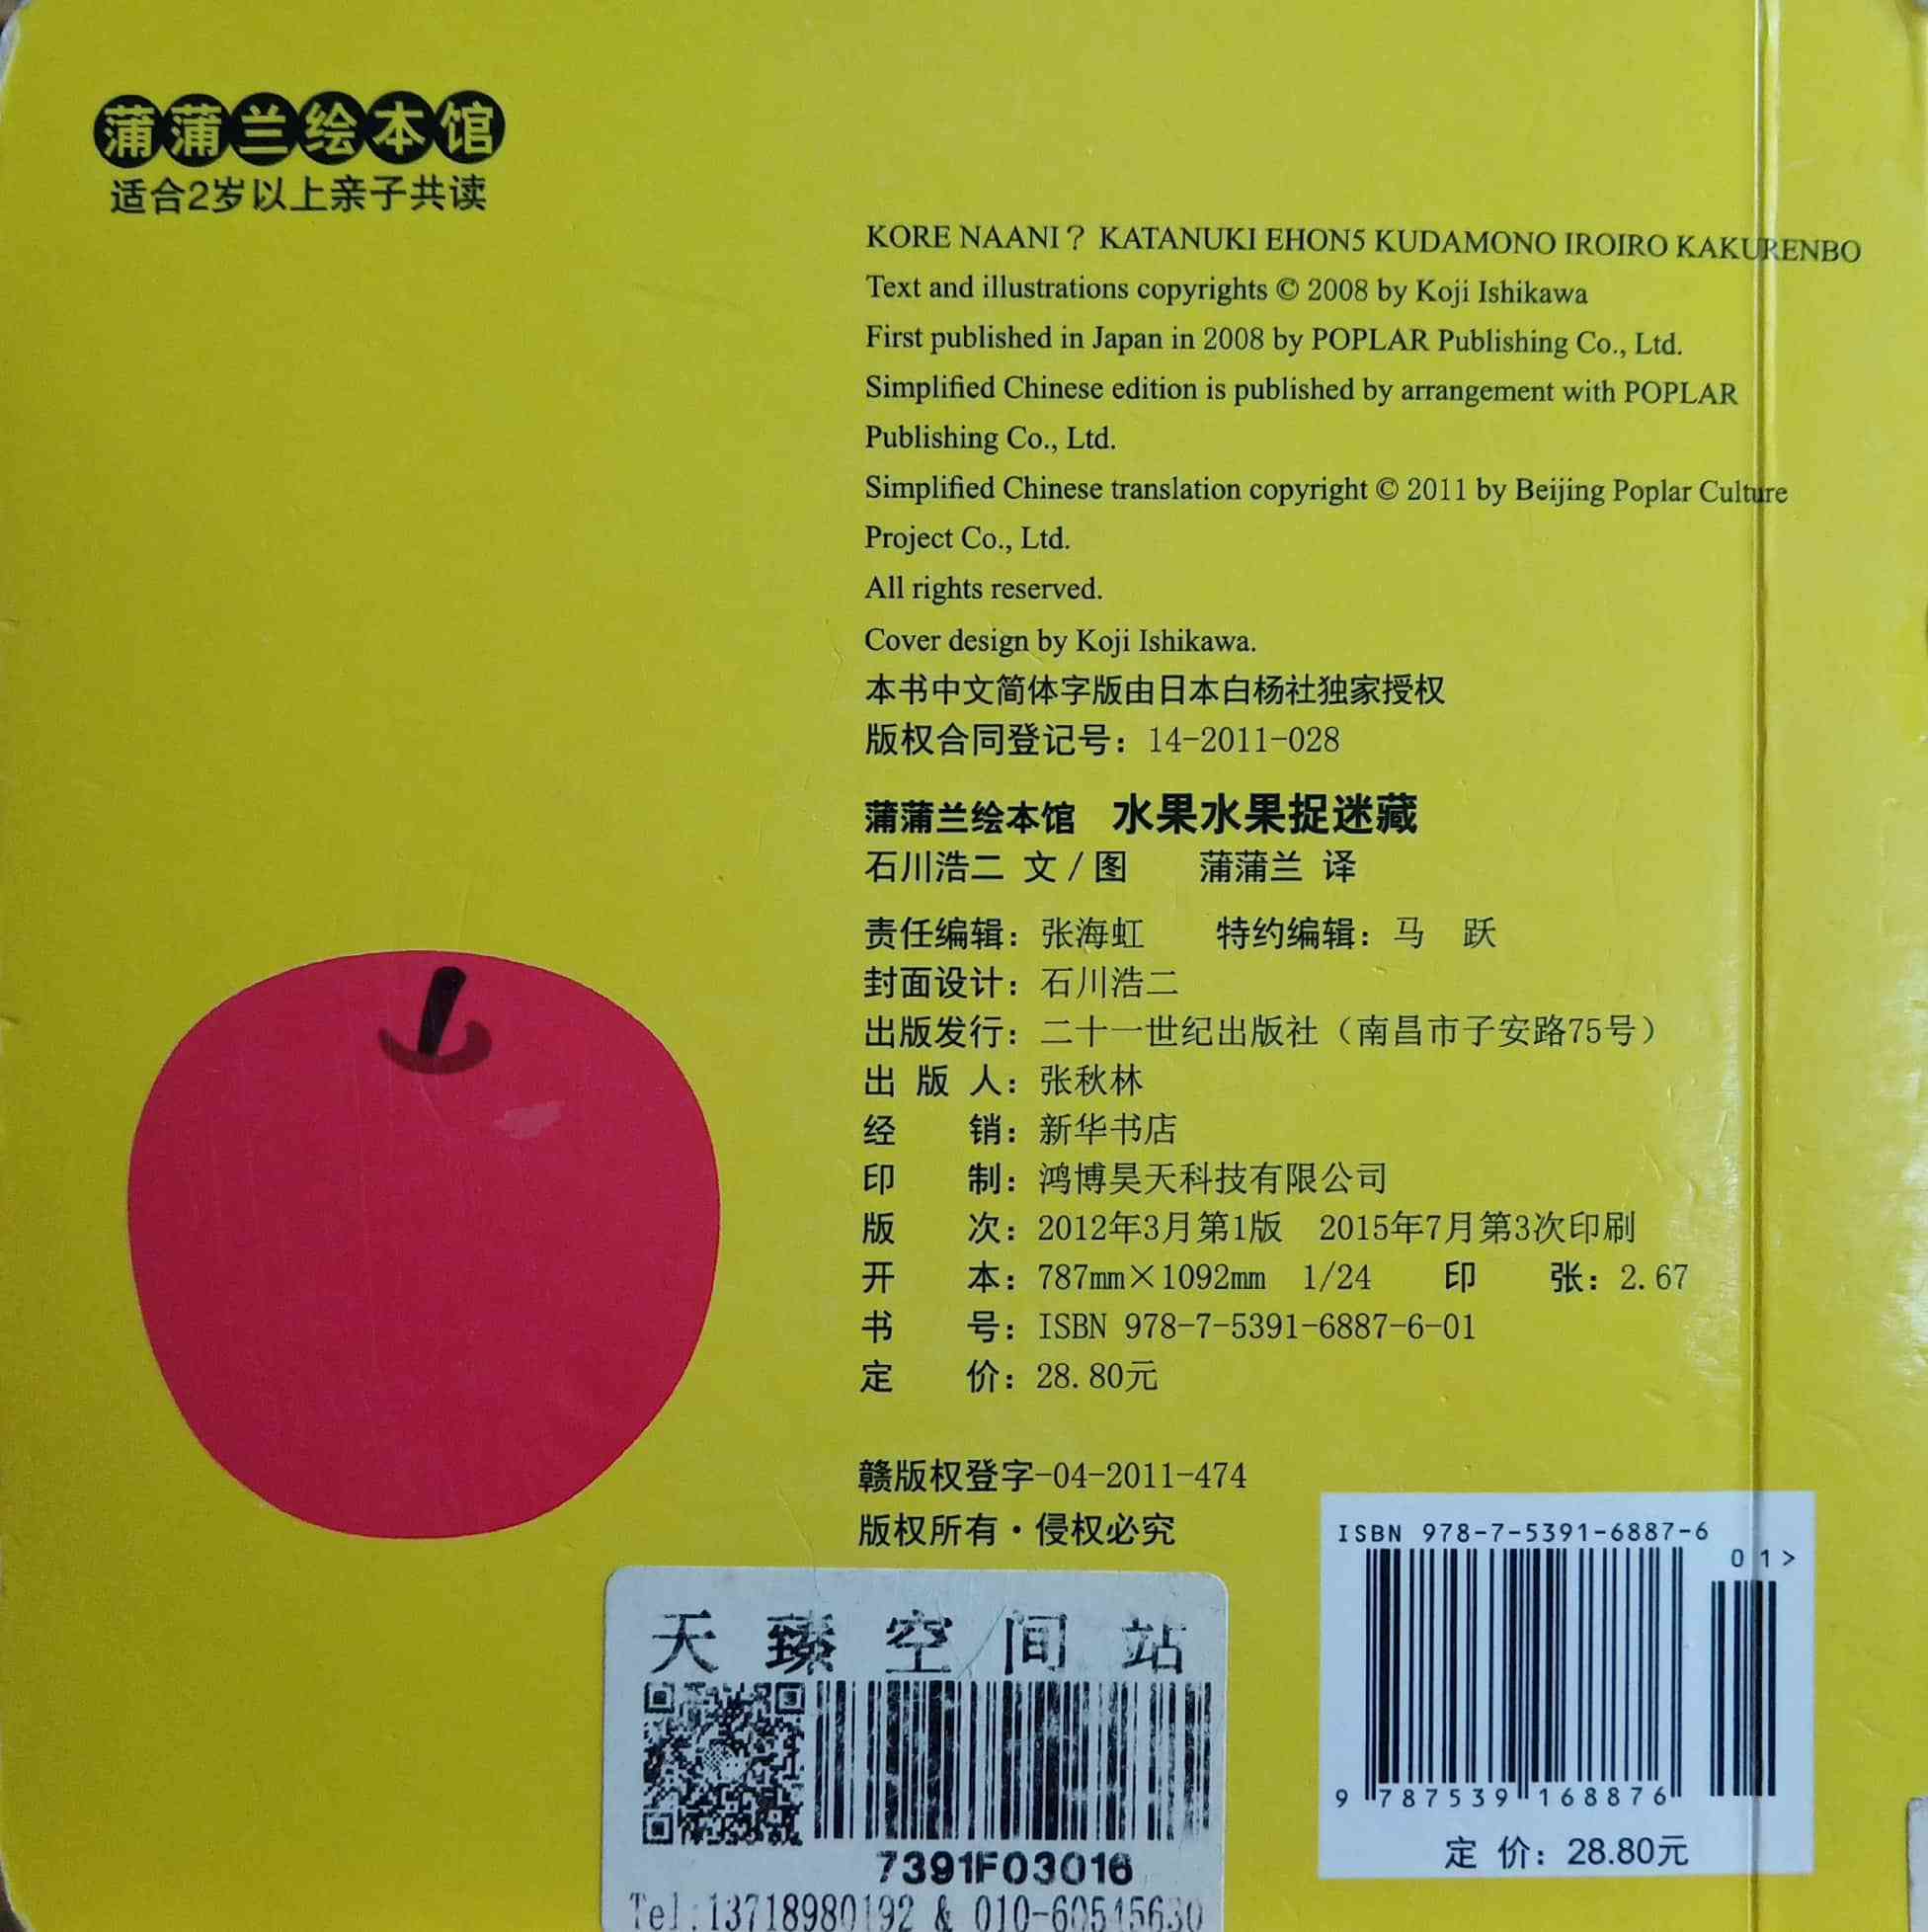 蒲蒲兰绘本馆
适合2岁以上亲子共读
KORE NAANI？ KATANUKI EHON5 KUDAMONO IROIRO KAKURENBO
Text and illustrations copyrights © 2008 by Koji Ishikawa
First published in Japan in 2008 by POPLAR Publishing Co., Ltd.
Simplified Chinese edition is published by arrangement with POPLAR
Publishing Co., Ltd.
Simplified Chinese translation copyright © 2011 by Beijing Poplar Culture
Project Co., Ltd.
All rights reserved.
Cover design by Koji Ishikawa.
本书中文简体字版由日本白杨社独家授权
版权合同登记号：14-2011-028
蒲蒲兰绘本馆 水果水果捉迷藏
石川浩二 文/图 蒲蒲兰 译
责任编辑：张海虹 特约编辑：马 跃
封面设计：石川浩二
出版发行：二十一世纪出版社（南昌市子安路75号）
出 版 人：张秋林
经 销：新华书店
印 制：鸿博昊天科技有限公司
版 次：2012年3月第1版 2015年7月第3次印刷
开 本：787mm×1092mm 1/24 印 张：2.67
书 号：ISBN 978-7-5391-6887-6-01
定 价：28.80元
赣版权登字-04-2011-474
版权所有·侵权必究
ISBN 978-7-5391-6887-6
01>
9 787539 168876
定 价：28.80元
天 臻 空 间 站
7391F03016
Tel:13718980192 & 010-60545630